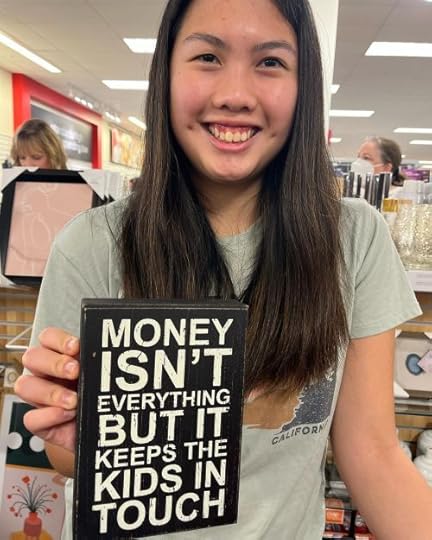 MONEY
ISN'T
EVERYTHING
BUT IT
KEEPS THE
KIDS IN
TOUCH
CALIFORN